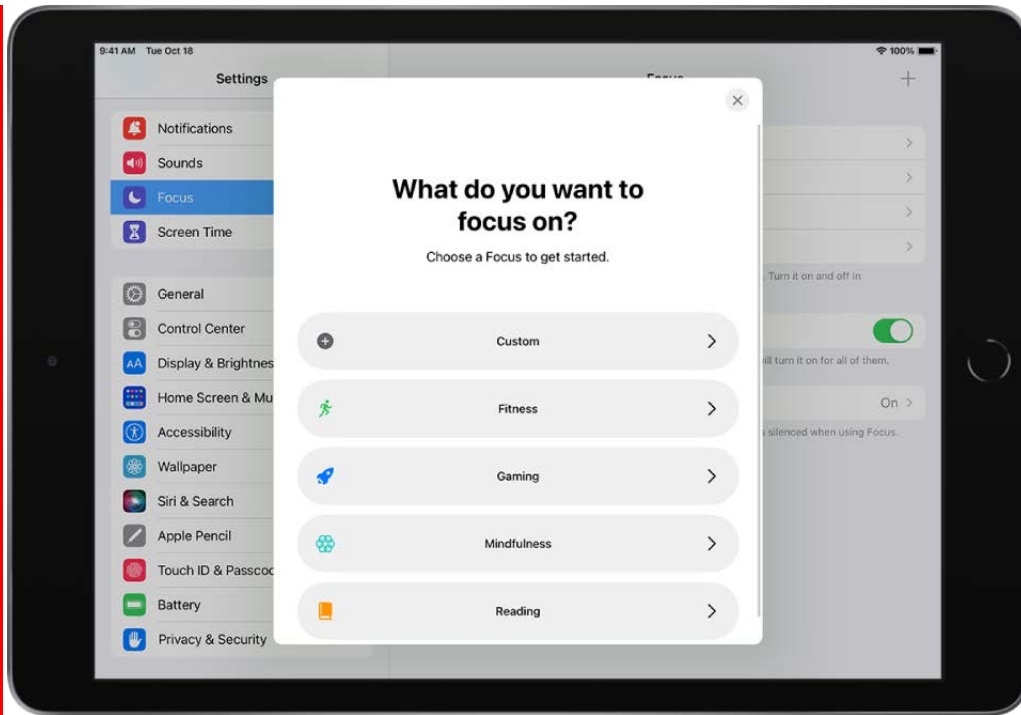 9:41 AM Tue Oct 18
100%
Settings
Notifications
Sounds
Focus
Screen Time
General
Control Center
AA
Display & Brightnes
Home Screen & Mu
Accessibility
Wallpaper
Siri & Search
Apple Pencil
Touch ID & Passcoc
Battery
Privacy & Security
Focus
What do you want to
focus on?
Choose a Focus to get started.
Custom
Fitness
Gaming
Mindfulness
Reading
. Turn it on and off in
will turn it on for all of them.
On
silenced when using Focus.